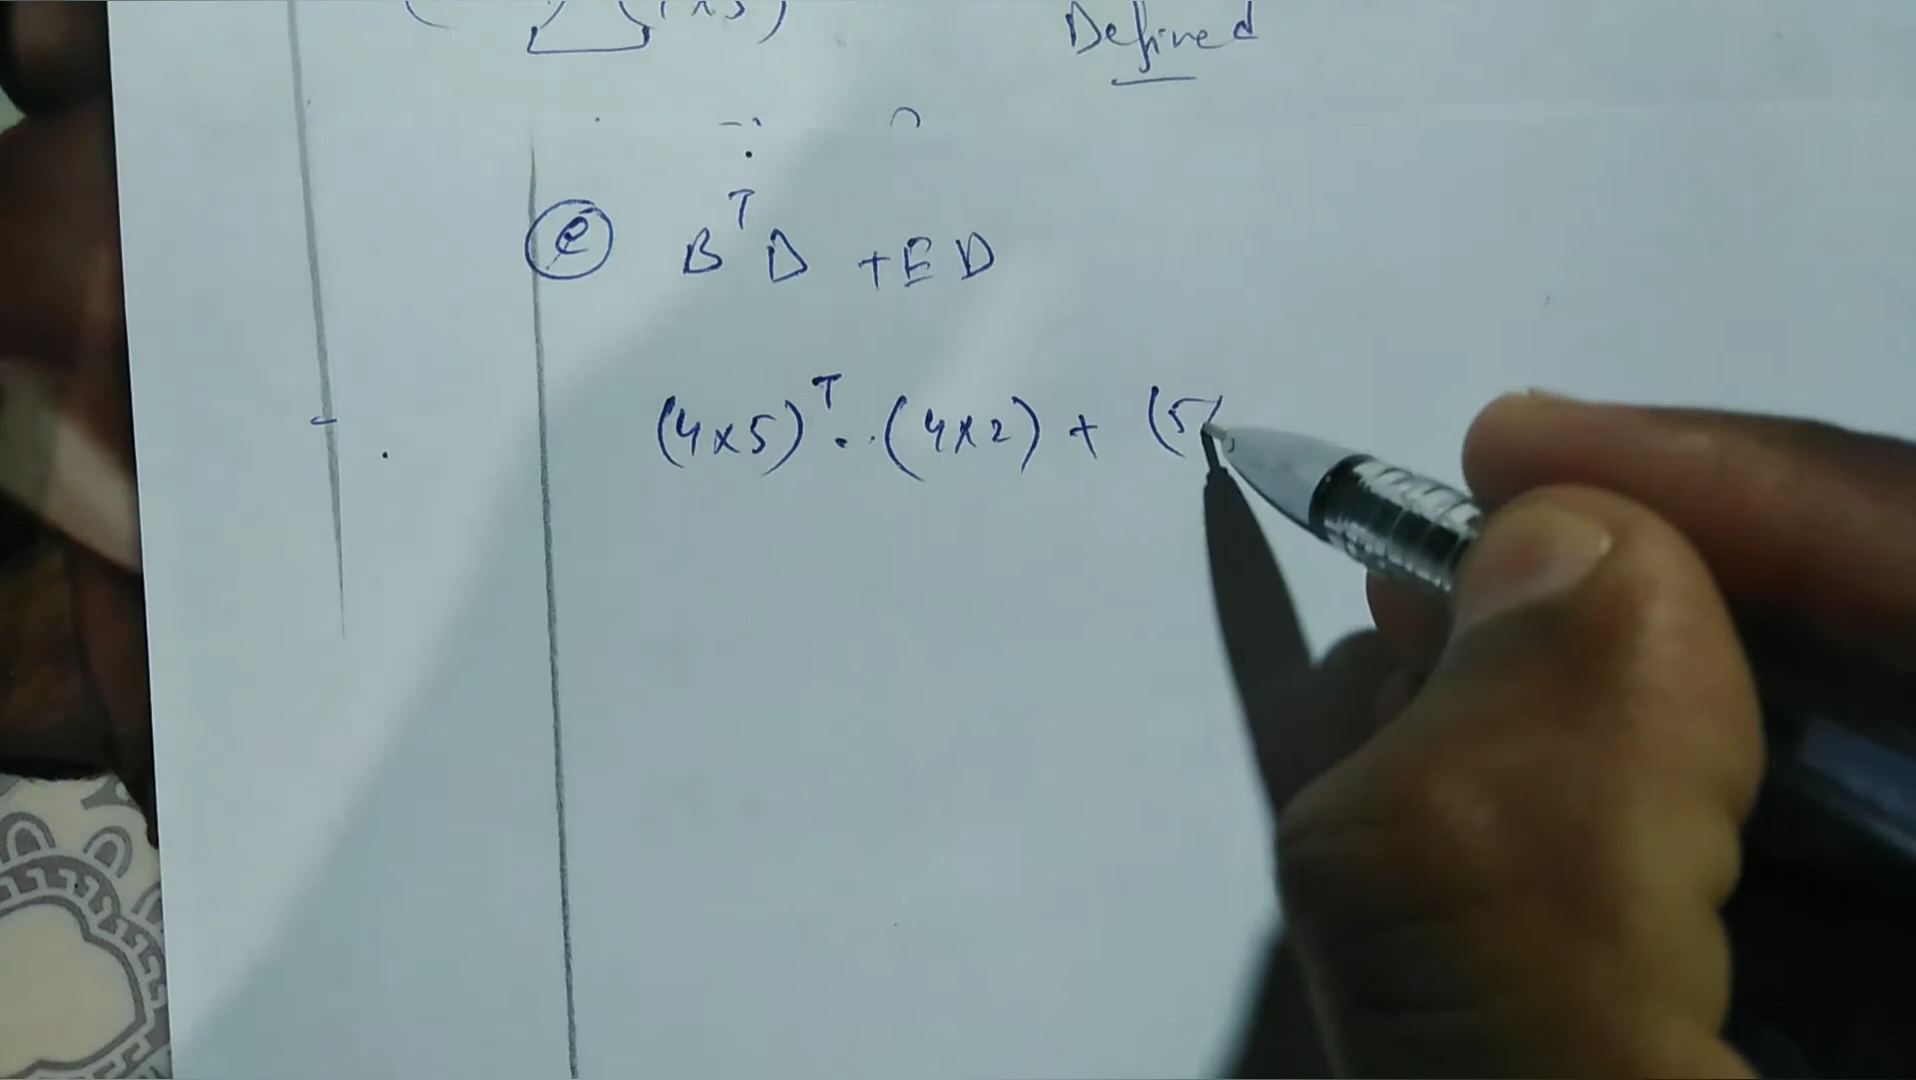 Defined
e B^T D + E D
(4×5)^T . (4×2) + (5